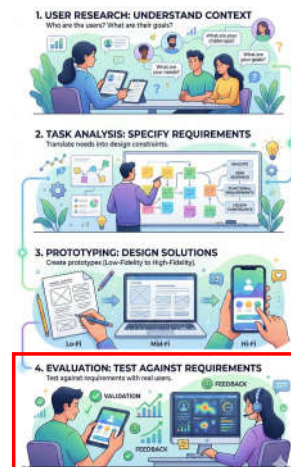 1. USER RESEARCH: UNDERSTAND CONTEXT
Who are the users? What are their goals?
What are your challenges?
What are your goals?
What are your needs?
2. TASK ANALYSIS: SPECIFY REQUIREMENTS
Translate needs into design constraints.
3. PROTOTYPING: DESIGN SOLUTIONS
Create prototypes (Low-Fidelity to High-Fidelity).
Lo-Fi
Mid-Fi
Hi-Fi
4. EVALUATION: TEST AGAINST REQUIREMENTS
Test against requirements with real users.
VALIDATION
FEEDBACK
FEEDBACK